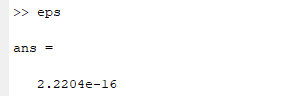 >> eps
ans =
2.2204e-16